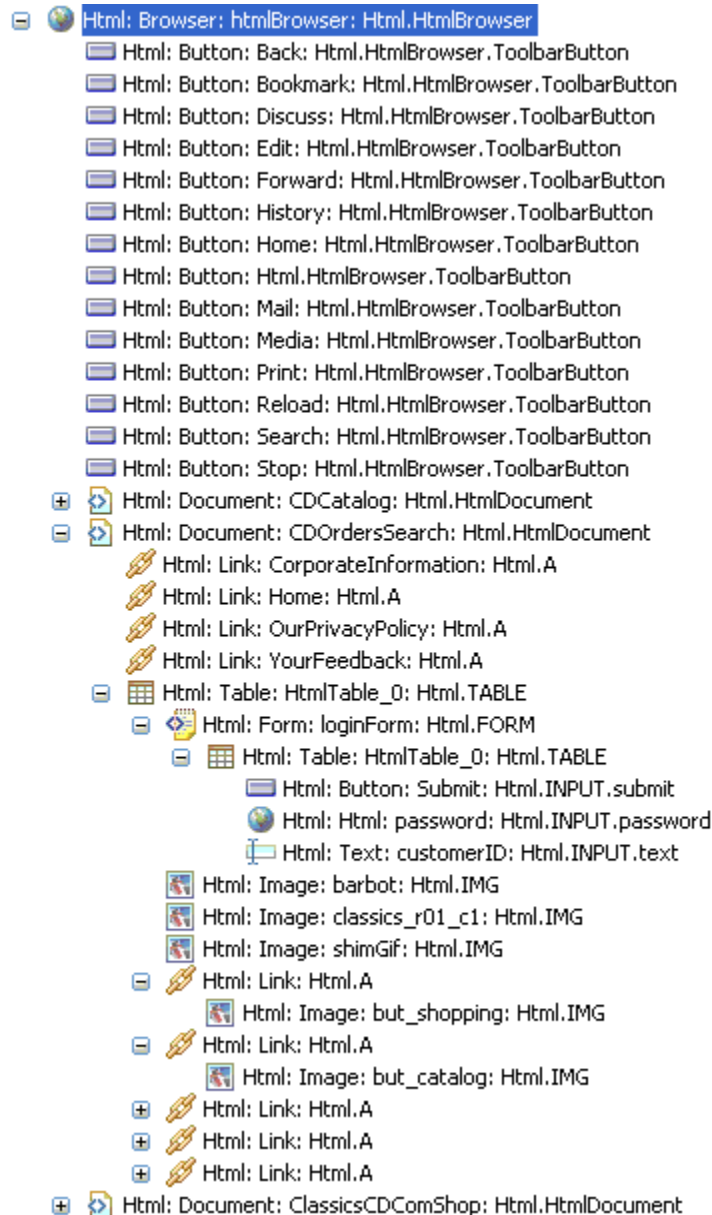 Html: Browser: htmlBrowser: Html.HtmlBrowser
Html: Button: Back: Html.HtmlBrowser.ToolbarButton
Html: Button: Bookmark: Html.HtmlBrowser.ToolbarButton
Html: Button: Discuss: Html.HtmlBrowser.ToolbarButton
Html: Button: Edit: Html.HtmlBrowser.ToolbarButton
Html: Button: Forward: Html.HtmlBrowser.ToolbarButton
Html: Button: History: Html.HtmlBrowser.ToolbarButton
Html: Button: Home: Html.HtmlBrowser.ToolbarButton
Html: Button: Html.HtmlBrowser.ToolbarButton
Html: Button: Mail: Html.HtmlBrowser.ToolbarButton
Html: Button: Media: Html.HtmlBrowser.ToolbarButton
Html: Button: Print: Html.HtmlBrowser.ToolbarButton
Html: Button: Reload: Html.HtmlBrowser.ToolbarButton
Html: Button: Search: Html.HtmlBrowser.ToolbarButton
Html: Button: Stop: Html.HtmlBrowser.ToolbarButton
Html: Document: CDCatalog: Html.HtmlDocument
Html: Document: CDOrdersSearch: Html.HtmlDocument
Html: Link: CorporateInformation: Html.A
Html: Link: Home: Html.A
Html: Link: OurPrivacyPolicy: Html.A
Html: Link: YourFeedback: Html.A
Html: Table: HtmlTable_0: Html.TABLE
Html: Form: loginForm: Html.FORM
Html: Table: HtmlTable_0: Html.TABLE
Html: Button: Submit: Html.INPUT.submit
Html: Html: password: Html.INPUT.password
Html: Text: customerID: Html.INPUT.text
Html: Image: barbot: Html.IMG
Html: Image: classics_r01_c1: Html.IMG
Html: Image: shimGif: Html.IMG
Html: Link: Html.A
Html: Image: but_shopping: Html.IMG
Html: Link: Html.A
Html: Image: but_catalog: Html.IMG
Html: Link: Html.A
Html: Link: Html.A
Html: Link: Html.A
Html: Document: ClassicsCDComShop: Html.HtmlDocument